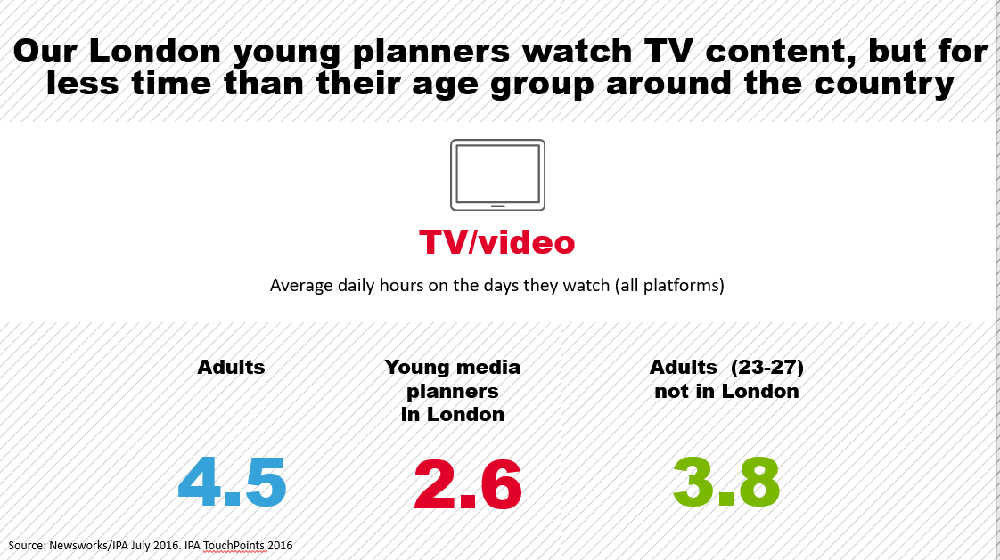 Our London young planners watch TV content, but for
less time than their age group around the country
TV/video
Average daily hours on the days they watch (all platforms)
Adults
Young media
planners
in London
Adults (23-27)
not in London
4.5
2.6
3.8
Source: Newsworks/IPA July 2016. IPA TouchPoints 2016